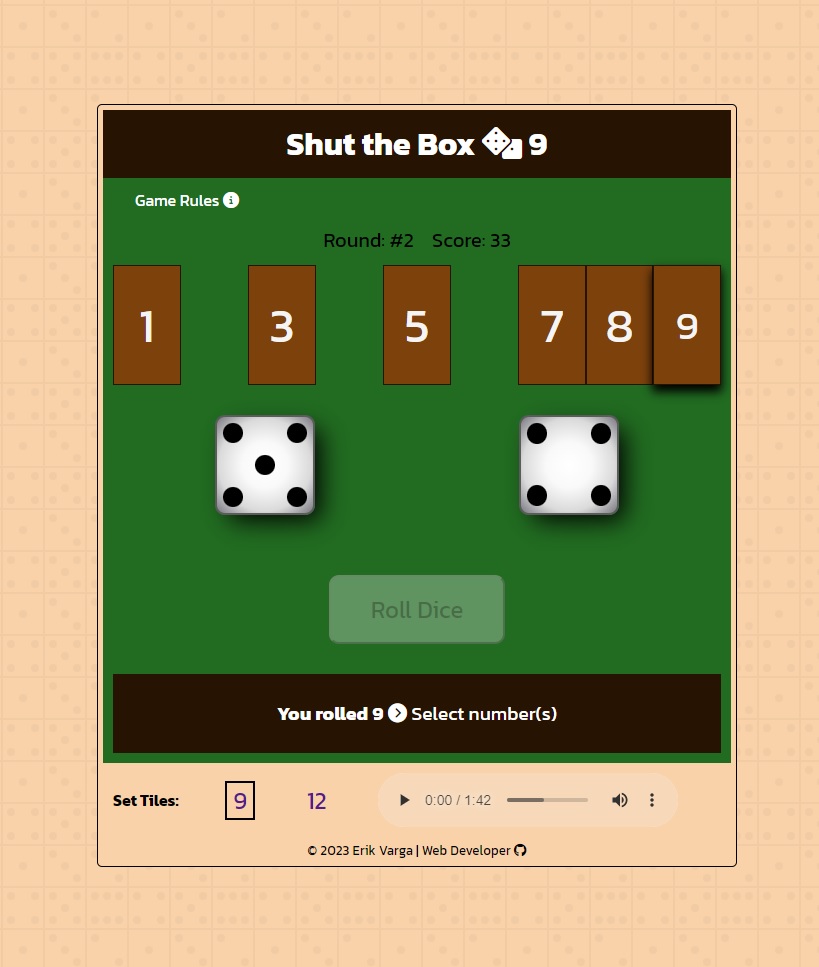 Shut the Box 9
Game Rules
Round: #2 Score: 33
1 3 5 7 8 9
Roll Dice
You rolled 9 Select number(s)
Set Tiles: 9 12 0:00 / 1:42
© 2023 Erik Varga | Web Developer